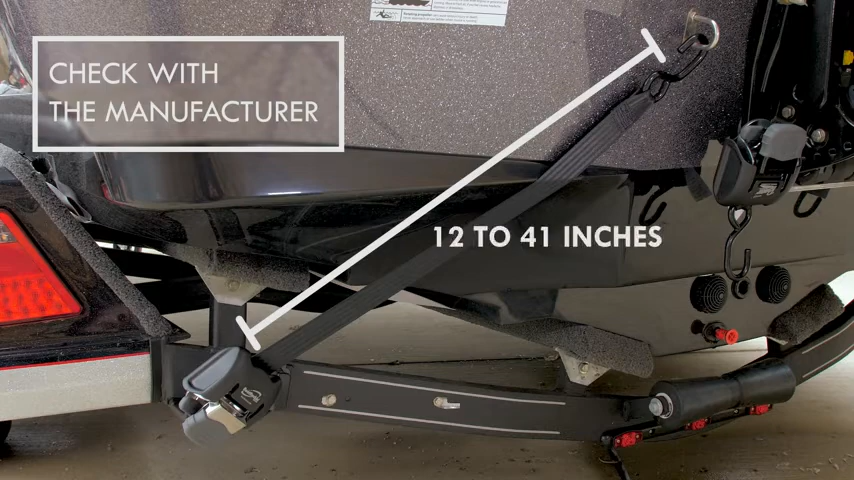 CHECK WITH
THE MANUFACTURER
12 TO 41 INCHES